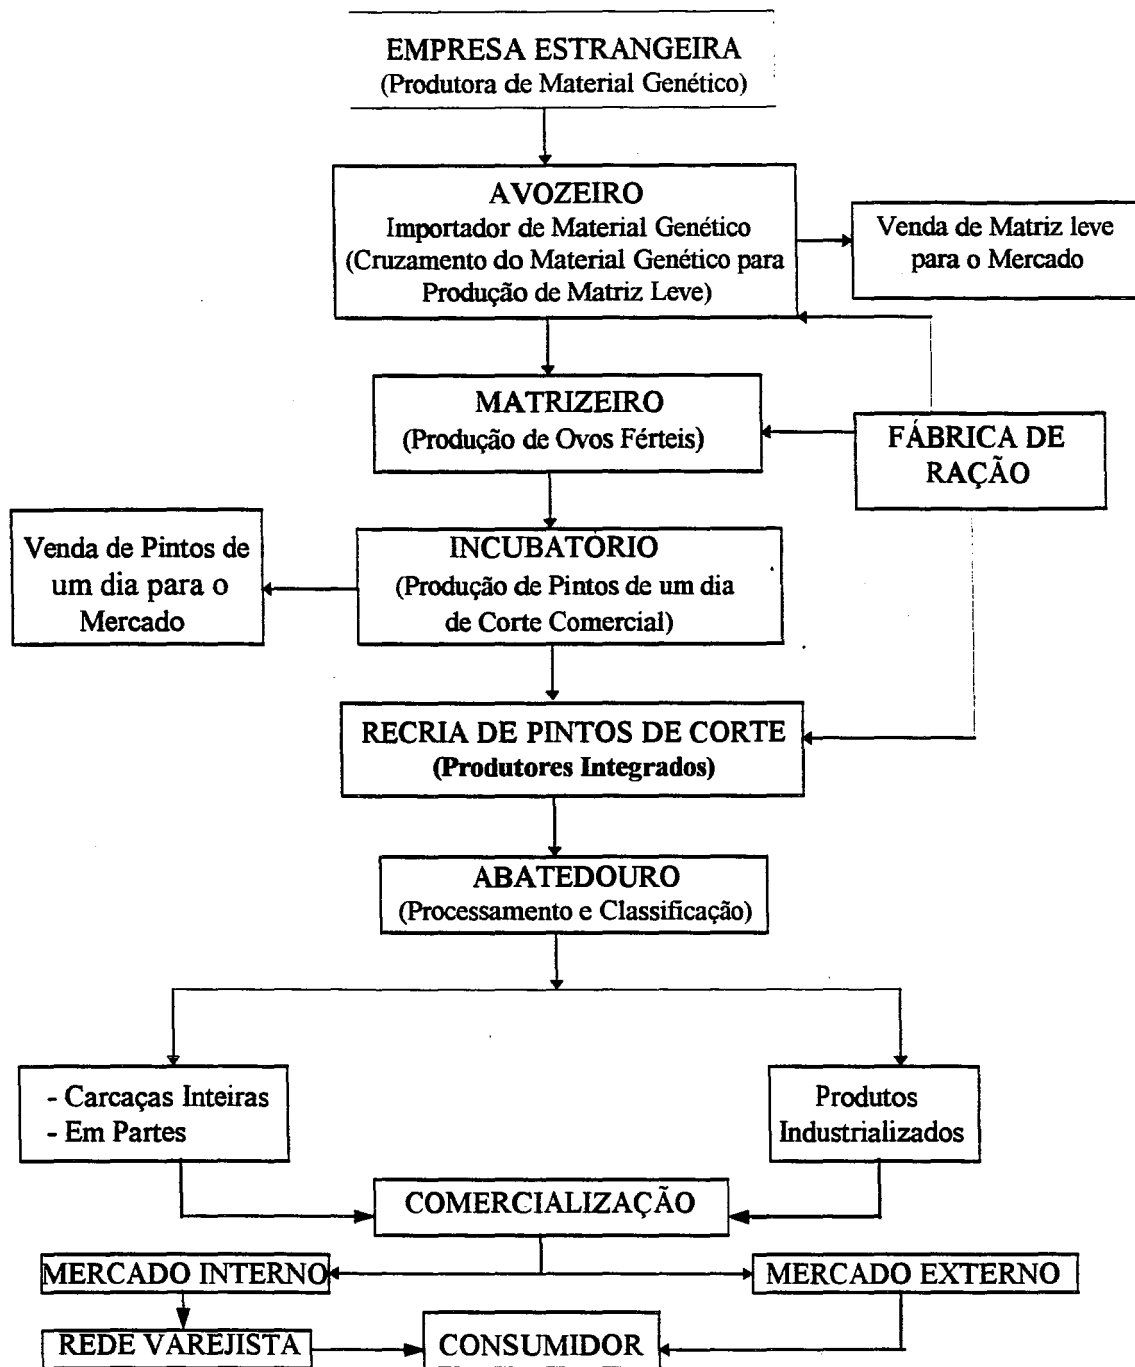 EMPRESA ESTRANGEIRA
(Produtora de Material Genético)
AVOZEIRO
Importador de Material Genético
(Cruzamento do Material Genético para
Produção de Matriz Leve)
Venda de Matriz leve
para o Mercado
MATRIZEIRO
(Produção de Ovos Férteis)
FÁBRICA DE
RAÇÃO
Venda de Pintos de
um dia para o
Mercado
INCUBATÓRIO
(Produção de Pintos de um dia
de Corte Comercial)
RECRIA DE PINTOS DE CORTE
(Produtores Integrados)
ABATEDOURO
(Processamento e Classificação)
- Carcaças Inteiras
- Em Partes
Produtos
Industrializados
COMERCIALIZAÇÃO
MERCADO INTERNO
MERCADO EXTERNO
REDE VAREJISTA
CONSUMIDOR